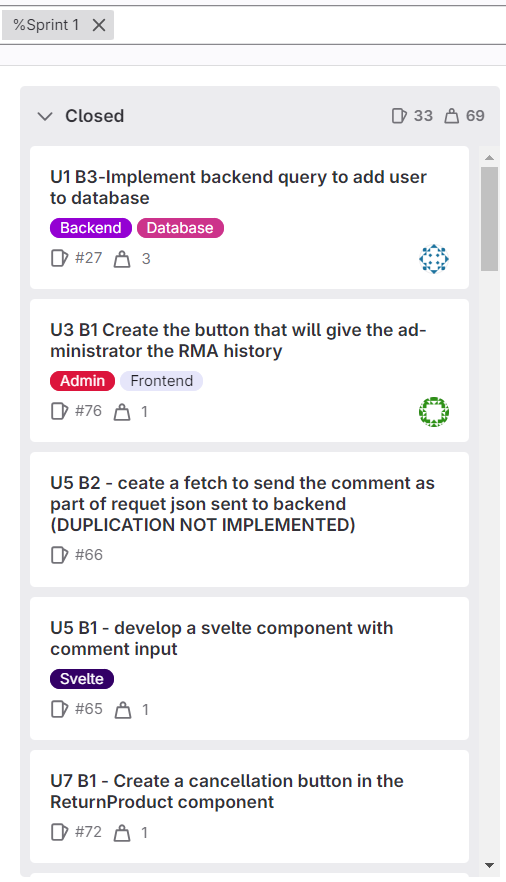 %Sprint 1
Closed 33 69
U1 B3-Implement backend query to add user
to database
Backend Database
#27 3
U3 B1 Create the button that will give the ad-
ministrator the RMA history
Admin Frontend
#76 1
U5 B2 - ceate a fetch to send the comment as
part of requet json sent to backend
(DUPLICATION NOT IMPLEMENTED)
#66
U5 B1 - develop a svelte component with
comment input
Svelte
#65 1
U7 B1 - Create a cancellation button in the
ReturnProduct component
#72 1